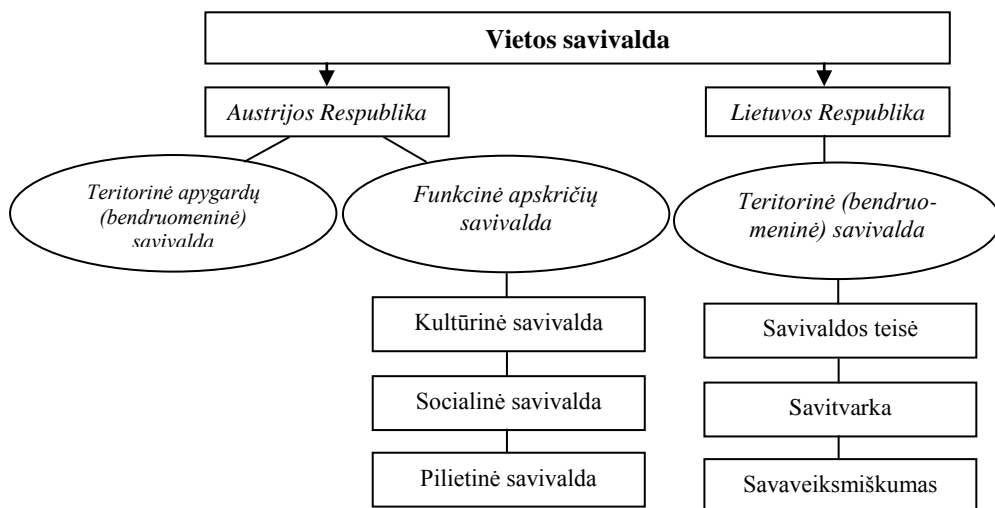 Vietos savivalda
Austrijos Respublika
Lietuvos Respublika
Teritorinė apygardų
(bendruomeninė)
savivalda
Funkcinė apskričių
savivalda
Teritorinė (bendruo-
meninė) savivalda
Kultūrinė savivalda
Socialinė savivalda
Pilietinė savivalda
Savivaldos teisė
Savitvarka
Savaveiksmiškumas